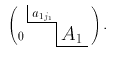 ( a_{1j_1}
0 A_1 ) .